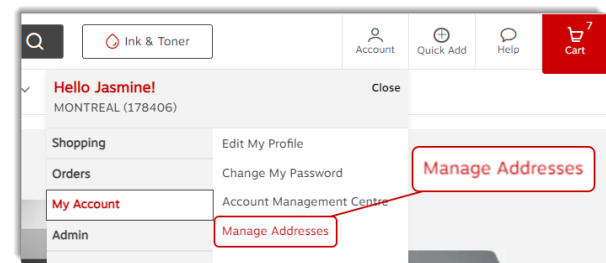 Ink & Toner
Account
Quick Add
Help
7
Cart
Hello Jasmine!
Close
MONTREAL (178406)
Shopping
Edit My Profile
Orders
Change My Password
Manage Addresses
My Account
Account Management Centre
Admin
Manage Addresses